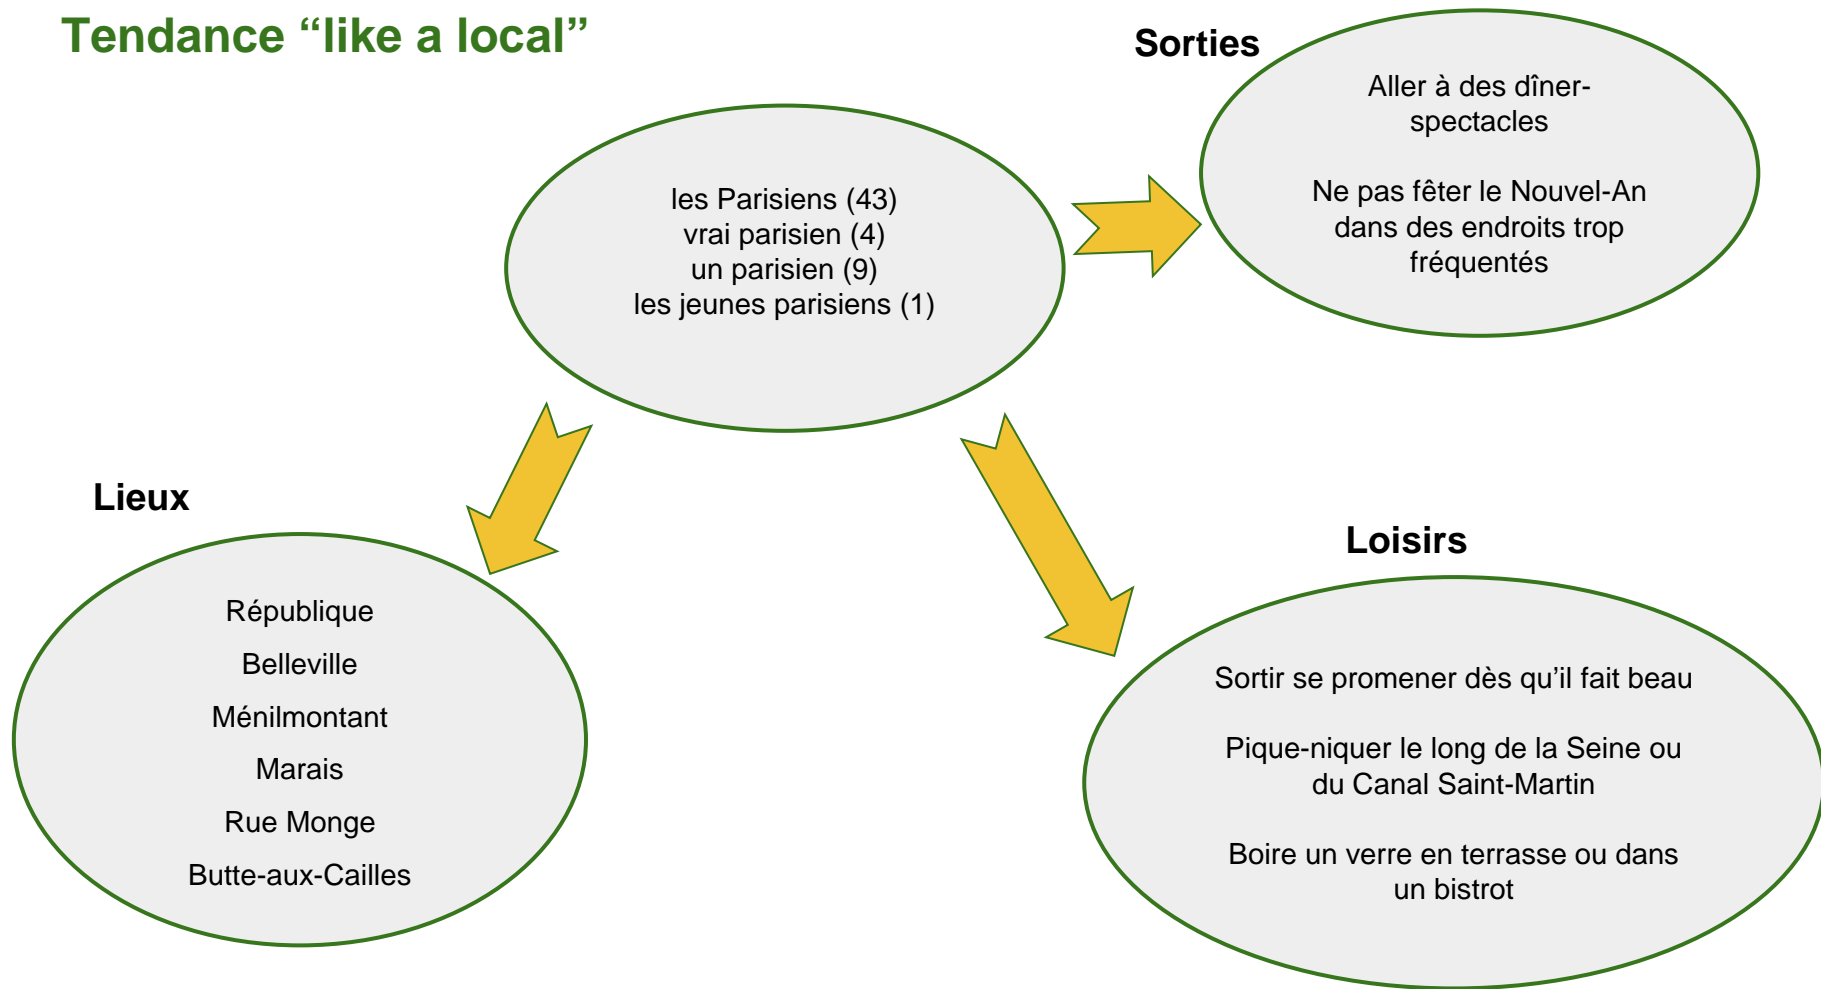 Tendance “like a local”
Sorties
Aller à des dîner-
spectacles
Ne pas fêter le Nouvel-An
dans des endroits trop
fréquentés
les Parisiens (43)
vrai parisien (4)
un parisien (9)
les jeunes parisiens (1)
Lieux
République
Belleville
Ménilmontant
Marais
Rue Monge
Butte-aux-Cailles
Loisirs
Sortir se promener dès qu’il fait beau
Pique-niquer le long de la Seine ou
du Canal Saint-Martin
Boire un verre en terrasse ou dans
un bistrot